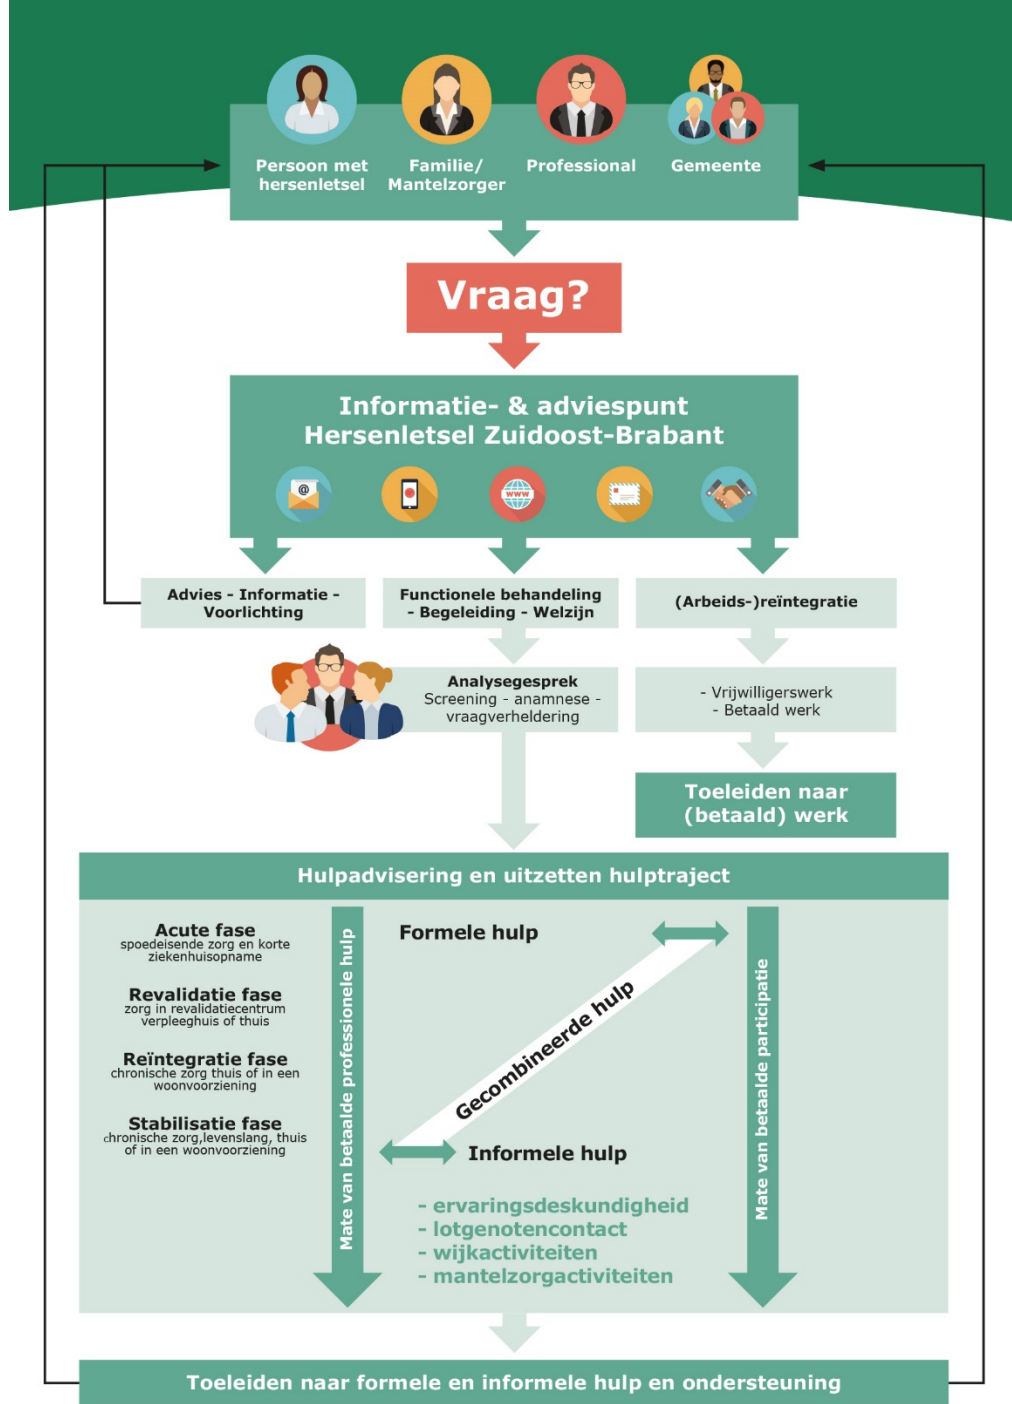 Persoon met
hersenletsel
Familie/
Mantelzorger
Professional
Gemeente
Vraag?
Informatie- & adviespunt
Hersenletsel Zuidoost-Brabant
@
WWW
Advies - Informatie -
Voorlichting
Functionele behandeling
- Begeleiding - Welzijn
(Arbeids-)reïntegratie
Analysegesprek
Screening - anamnese -
vraagverheldering
- Vrijwilligerswerk
- Betaald werk
Toeleiden naar
(betaald) werk
Hulpadvisering en uitzetten hulptraject
Acute fase
spoedeisende zorg en korte
ziekenhuisopname
Revalidatie fase
zorg in revalidatiecentrum
verpleeghuis of thuis
Reïntegratie fase
chronische zorg thuis of in een
woonvoorziening
Stabilisatie fase
chronische zorg,levenslang, thuis
of in een woonvoorziening
Mate van betaalde professionele hulp
Formele hulp
Gecombineerde hulp
Informele hulp
- ervaringsdeskundigheid
- lotgenotencontact
- wijkactiviteiten
- mantelzorgactiviteiten
Mate van betaalde participatie
Toeleiden naar formele en informele hulp en ondersteuning